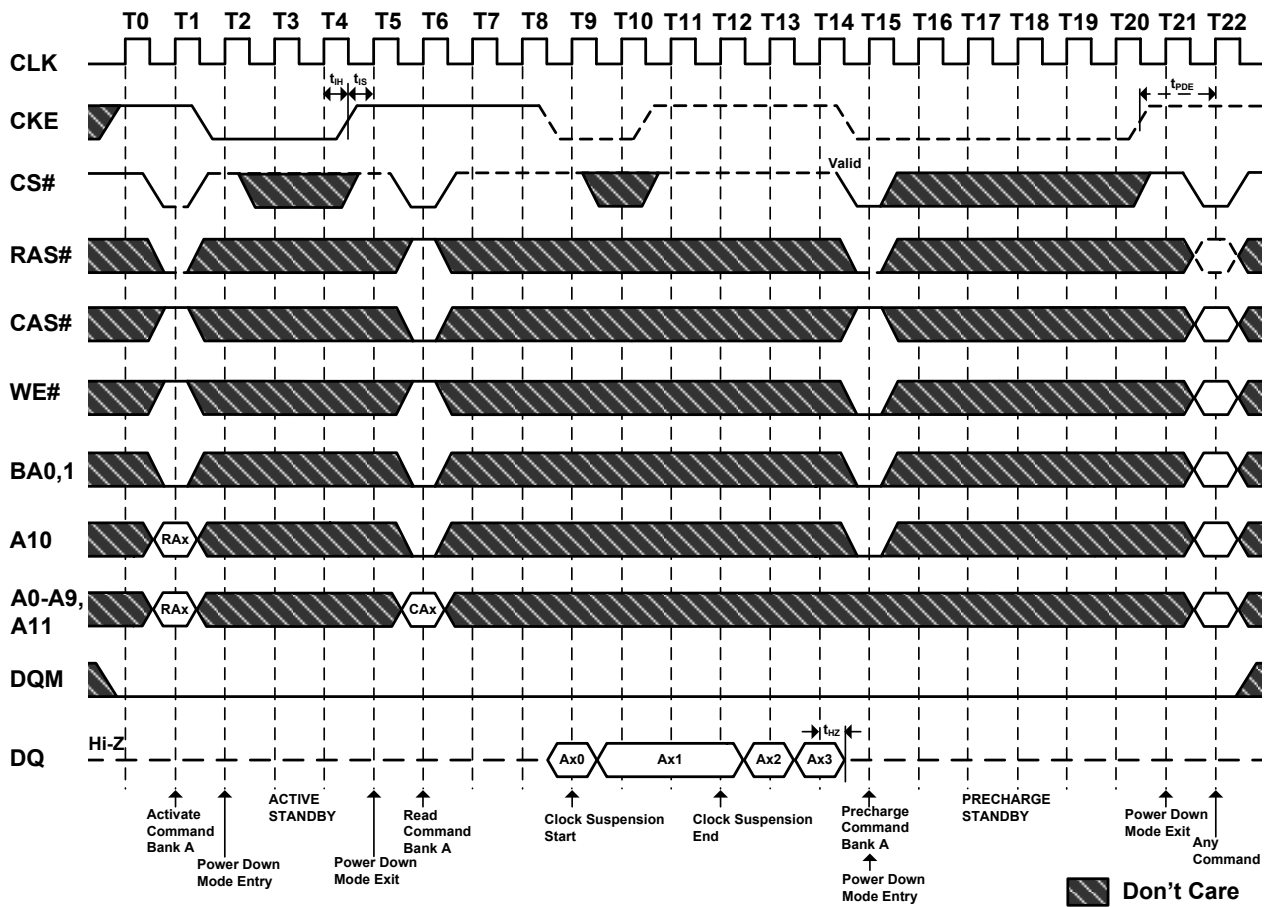 T0 T1 T2 T3 T4 T5 T6 T7 T8 T9 T10 T11 T12 T13 T14 T15 T16 T17 T18 T19 T20 T21 T22
CLK
tIH tIS
tPDE
CKE
Valid
CS#
RAS#
CAS#
WE#
BA0,1
A10
RAx
A0-A9,
A11
RAx
CAx
DQM
Hi-Z
DQ
tHZ
Ax0 Ax1 Ax2 Ax3
Activate
Command
Bank A
Power Down
Mode Entry
ACTIVE
STANDBY
Power Down
Mode Exit
Read
Command
Bank A
Clock Suspension
Start
Clock Suspension
End
Precharge
Command
Bank A
Power Down
Mode Entry
PRECHARGE
STANDBY
Power Down
Mode Exit
Any
Command
Don't Care